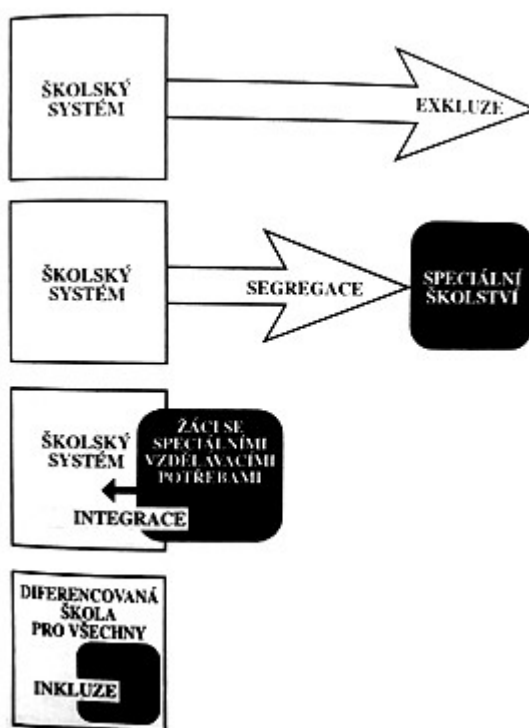 ŠKOLSKÝ
SYSTÉM
EXKLUZE
ŠKOLSKÝ
SYSTÉM
SEGREGACE
SPECIÁLNÍ
ŠKOLSTVÍ
ŠKOLSKÝ
SYSTÉM
ŽÁCI SE
SPECIÁLNÍMI
VZDĚLÁVACÍMI
POTŘEBAMI
INTEGRACE
DIFERENCOVANÁ
ŠKOLA
PRO VŠECHNY
INKLUZE